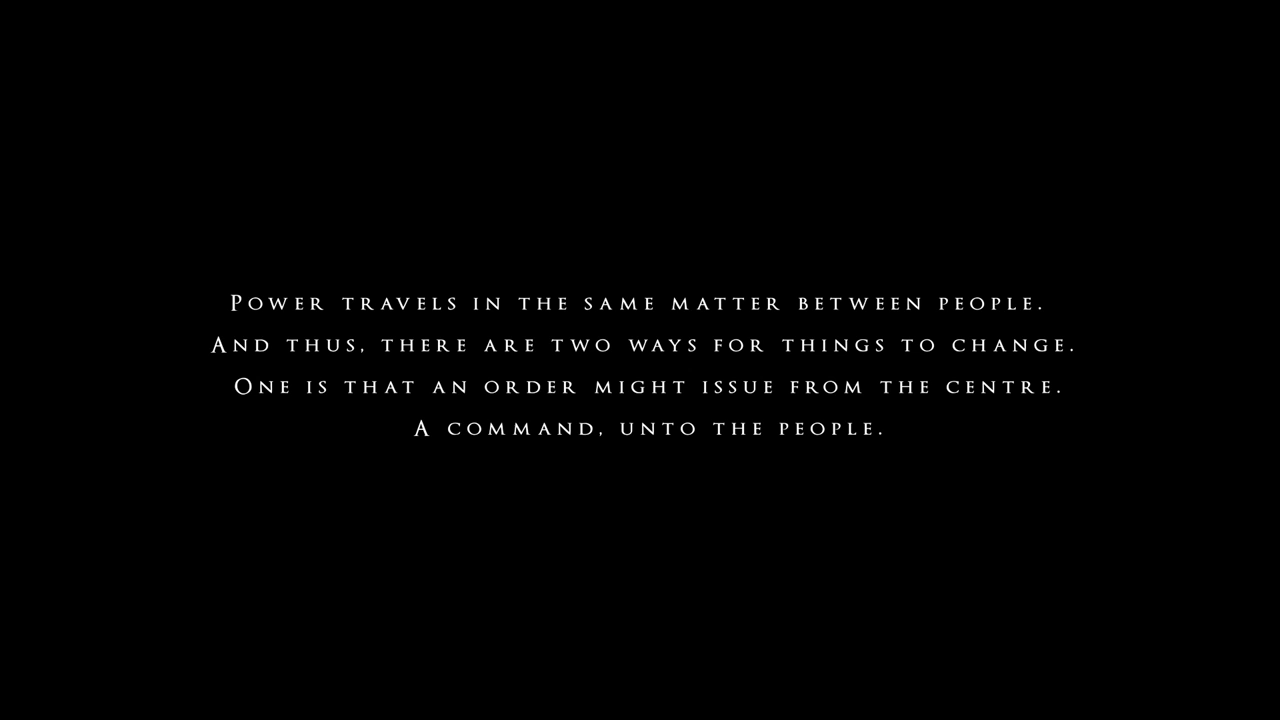 Power travels in the same matter between people.
And thus, there are two ways for things to change.
One is that an order might issue from the centre.
A command, unto the people.